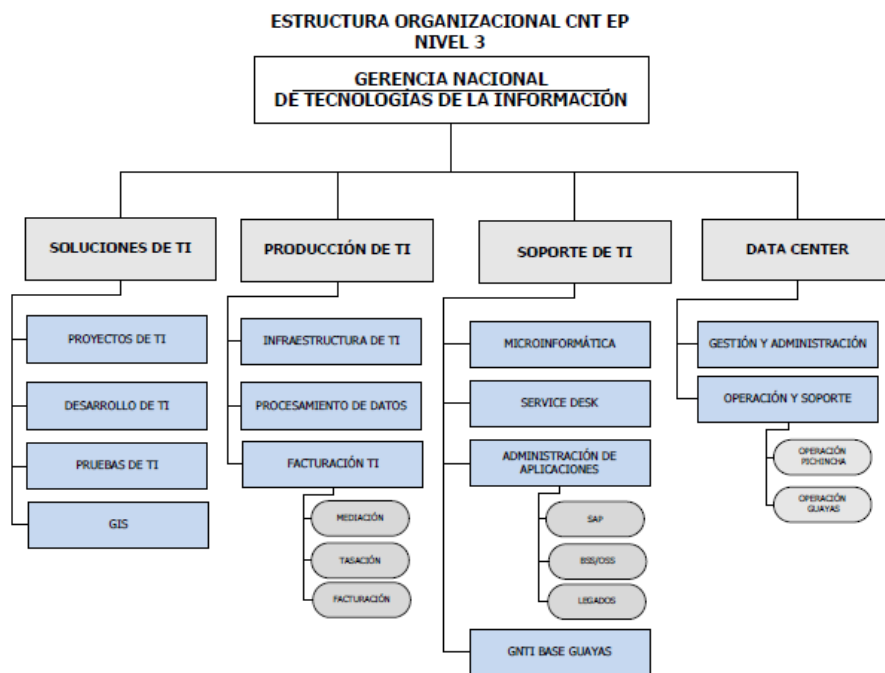 ESTRUCTURA ORGANIZACIONAL CNT EP
NIVEL 3
GERENCIA NACIONAL
DE TECNOLOGÍAS DE LA INFORMACIÓN
SOLUCIONES DE TI
PROYECTOS DE TI
DESARROLLO DE TI
PRUEBAS DE TI
GIS
PRODUCCIÓN DE TI
INFRAESTRUCTURA DE TI
PROCESAMIENTO DE DATOS
FACTURACIÓN TI
MEDIACIÓN
TASACIÓN
FACTURACIÓN
SOPORTE DE TI
MICROINFORMÁTICA
SERVICE DESK
ADMINISTRACIÓN DE
APLICACIONES
SAP
BSS/OSS
LEGADOS
GNTI BASE GUAYAS
DATA CENTER
GESTIÓN Y ADMINISTRACIÓN
OPERACIÓN Y SOPORTE
OPERACIÓN
PICHINCHA
OPERACIÓN
GUAYAS